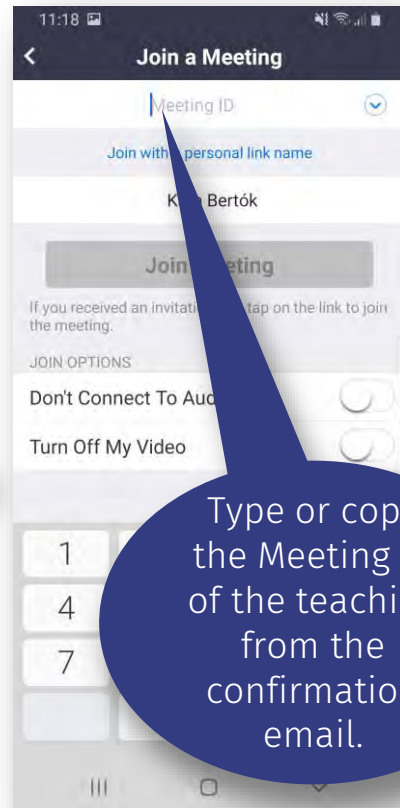 11:18
Join a Meeting
Meeting ID
Join with personal link name
K Bertók
Join eting
If you received an invitati tap on the link to join
the meeting.
JOIN OPTIONS
Don't Connect To Aud
Turn Off My Video
Type or cop
the Meeting
of the teachi
from the
confirmatio
email.
1
4
7